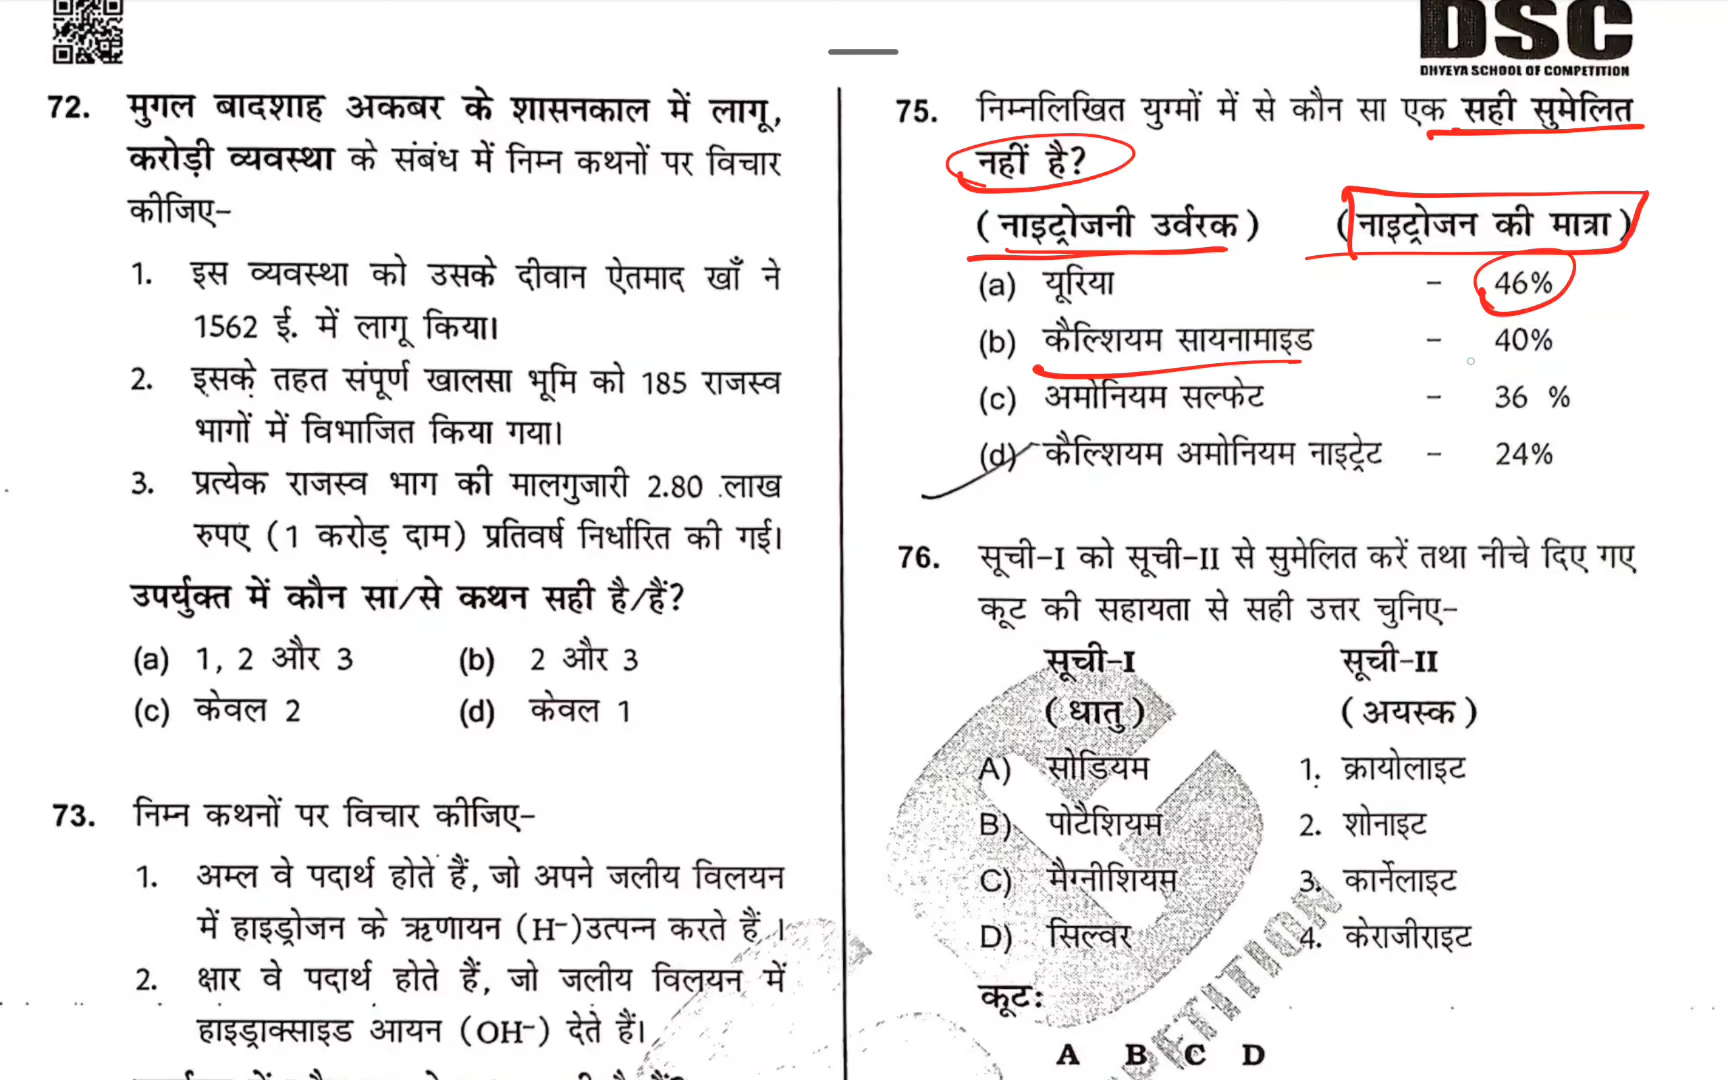 DSC
DHYEYA SCHOOL OF COMPETITION
72. मुगल बादशाह अकबर के शासनकाल में लागू,
करोड़ी व्यवस्था के संबंध में निम्न कथनों पर विचार
कीजिए–
1. इस व्यवस्था को उसके दीवान ऐतमाद खाँ ने
1562 ई. में लागू किया।
2. इसके तहत संपूर्ण खालसा भूमि को 185 राजस्व
भागों में विभाजित किया गया।
3. प्रत्येक राजस्व भाग की मालगुजारी 2.80 लाख
रुपए (1 करोड़ दाम) प्रतिवर्ष निर्धारित की गई।
उपर्युक्त में कौन सा/से कथन सही है/हैं?
(a) 1, 2 और 3 (b) 2 और 3
(c) केवल 2 (d) केवल 1
73. निम्न कथनों पर विचार कीजिए–
1. अम्ल वे पदार्थ होते हैं, जो अपने जलीय विलयन
में हाइड्रोजन के ऋणायन (H⁻)उत्पन्न करते हैं ।
2. क्षार वे पदार्थ होते हैं, जो जलीय विलयन में
हाइड्राक्साइड आयन (OH⁻) देते हैं।
75. निम्नलिखित युग्मों में से कौन सा एक सही सुमेलित
नहीं है?
(नाइट्रोजनी उर्वरक) (नाइट्रोजन की मात्रा)
(a) यूरिया – 46%
(b) कैल्शियम सायनामाइड – 40%
(c) अमोनियम सल्फेट – 36 %
(d) कैल्शियम अमोनियम नाइट्रेट – 24%
76. सूची-I को सूची-II से सुमेलित करें तथा नीचे दिए गए
कूट की सहायता से सही उत्तर चुनिए–
सूची-I सूची-II
(धातु) (अयस्क)
A) सोडियम 1. क्रायोलाइट
B) पोटैशियम 2. शोनाइट
C) मैग्नीशियम 3. कार्नेलाइट
D) सिल्वर 4. केराजीराइट
कूट:
A B C D